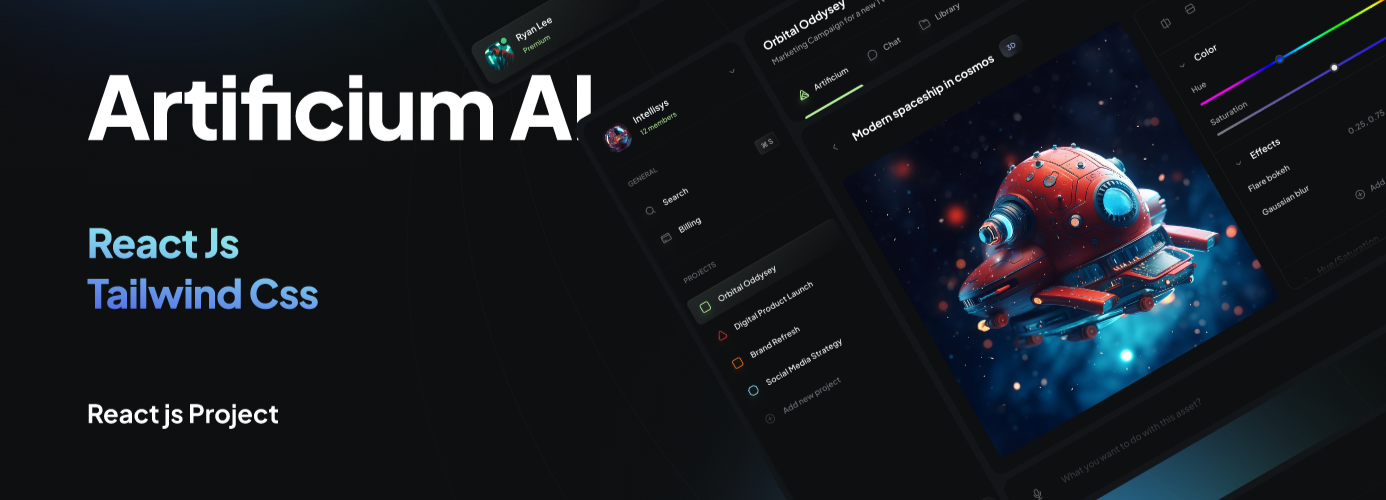 Artificium AI
React Js
Tailwind Css
React js Project
Ryan Lee
Premium
Intellisys
12 members
⌘ S
GENERAL
Search
Billing
PROJECTS
Orbital Oddysey
Digital Product Launch
Brand Refresh
Social Media Strategy
Add new project
Orbital Oddysey
Marketing Campaign for a new
Artificium
Chat
Library
Modern spaceship in cosmos
3D
What you want to do with this asset?
Color
Hue
Saturation
Effects
Flare bokeh
0.25, 0.75,
Gaussian blur
Add
Hue/Saturation